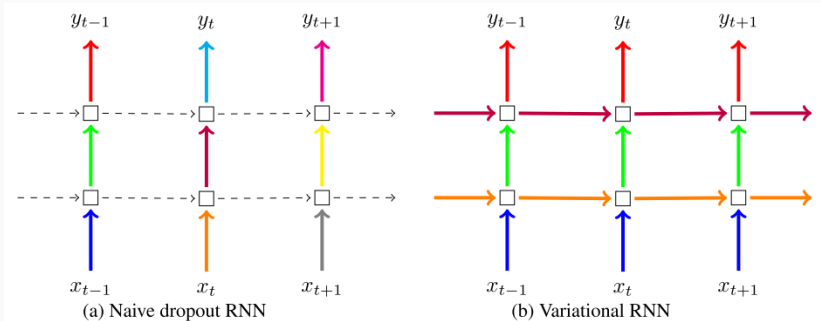 y_{t-1} y_t y_{t+1} y_{t-1} y_t y_{t+1}
x_{t-1} x_t x_{t+1} x_{t-1} x_t x_{t+1}
(a) Naive dropout RNN (b) Variational RNN